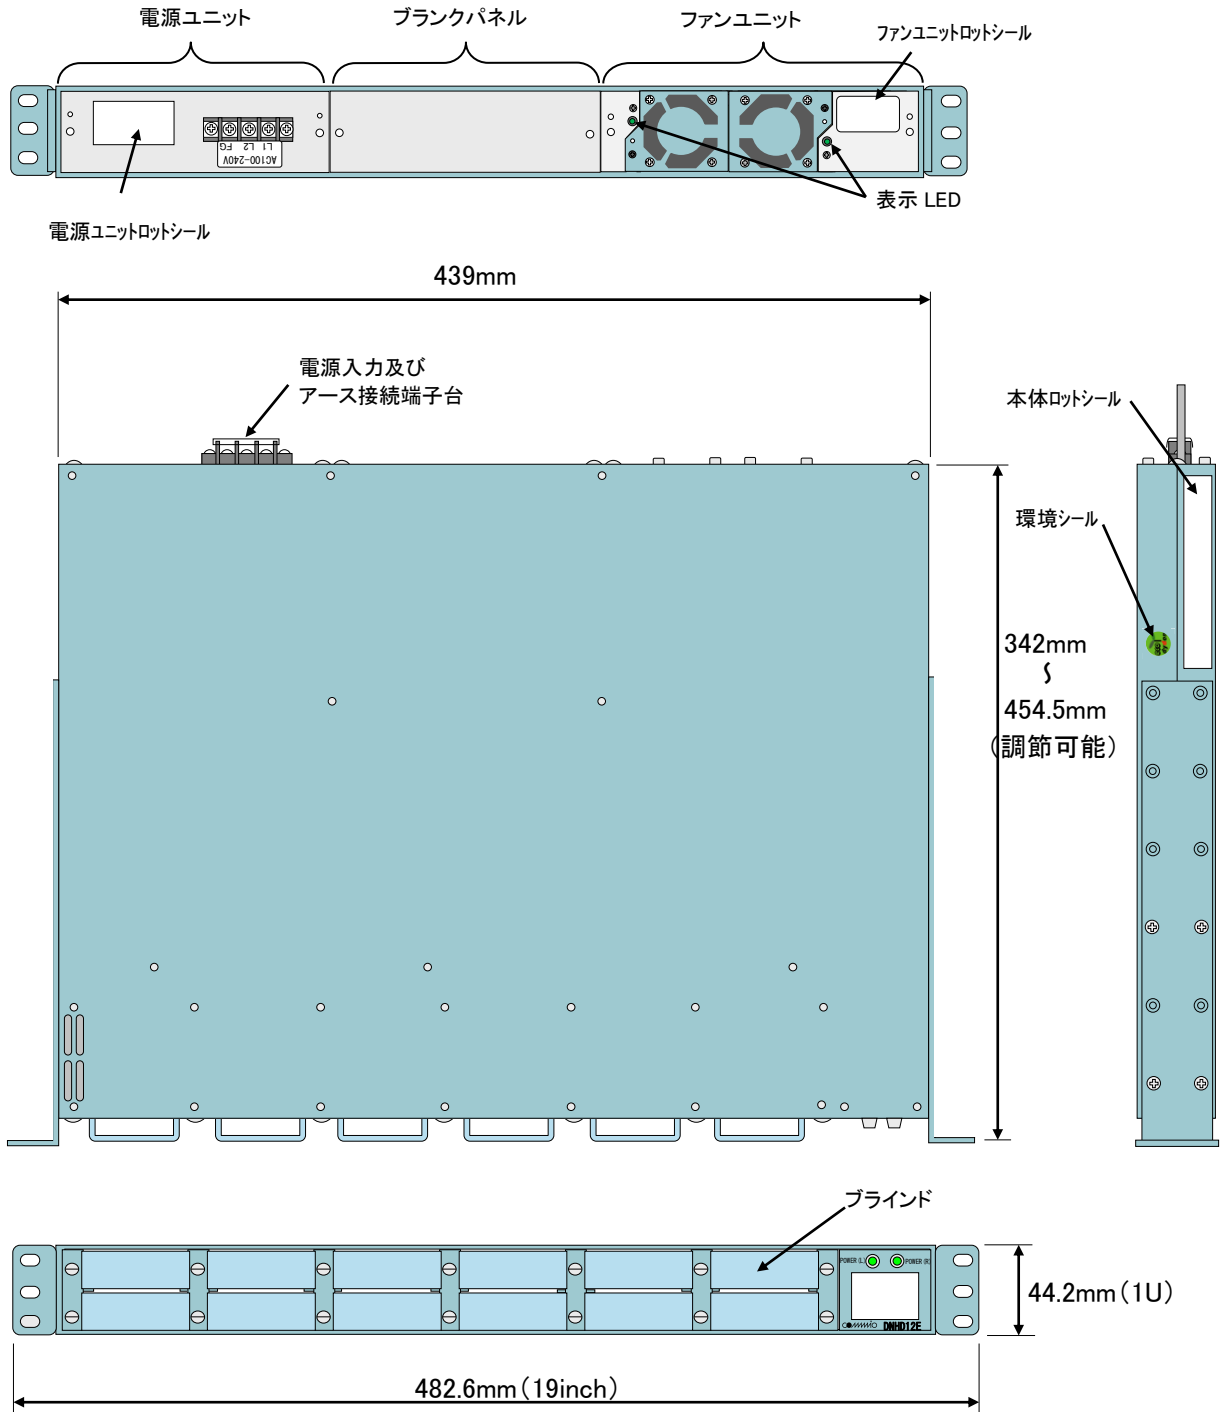 電源ユニット
ブランクパネル
ファンユニット
ファンユニットロットシール
L1 L2 FG
AC100-240V
表示 LED
電源ユニットロットシール
439mm
電源入力及び
アース接続端子台
本体ロットシール
環境シール
342mm
〜
454.5mm
（調節可能）
ブラインド
POWER(L)
POWER(R)
DNHD12E
44.2mm（1U）
482.6mm（19inch）